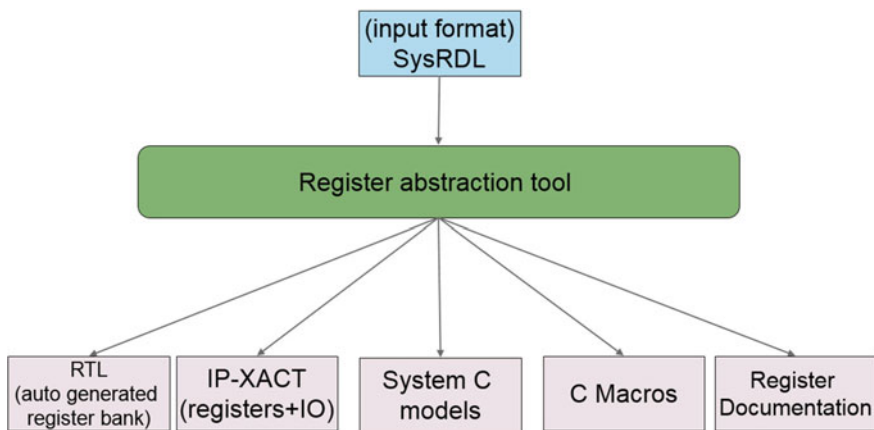 (input format)
SysRDL
Register abstraction tool
RTL
(auto generated
register bank)
IP-XACT
(registers+IO)
System C
models
C Macros
Register
Documentation